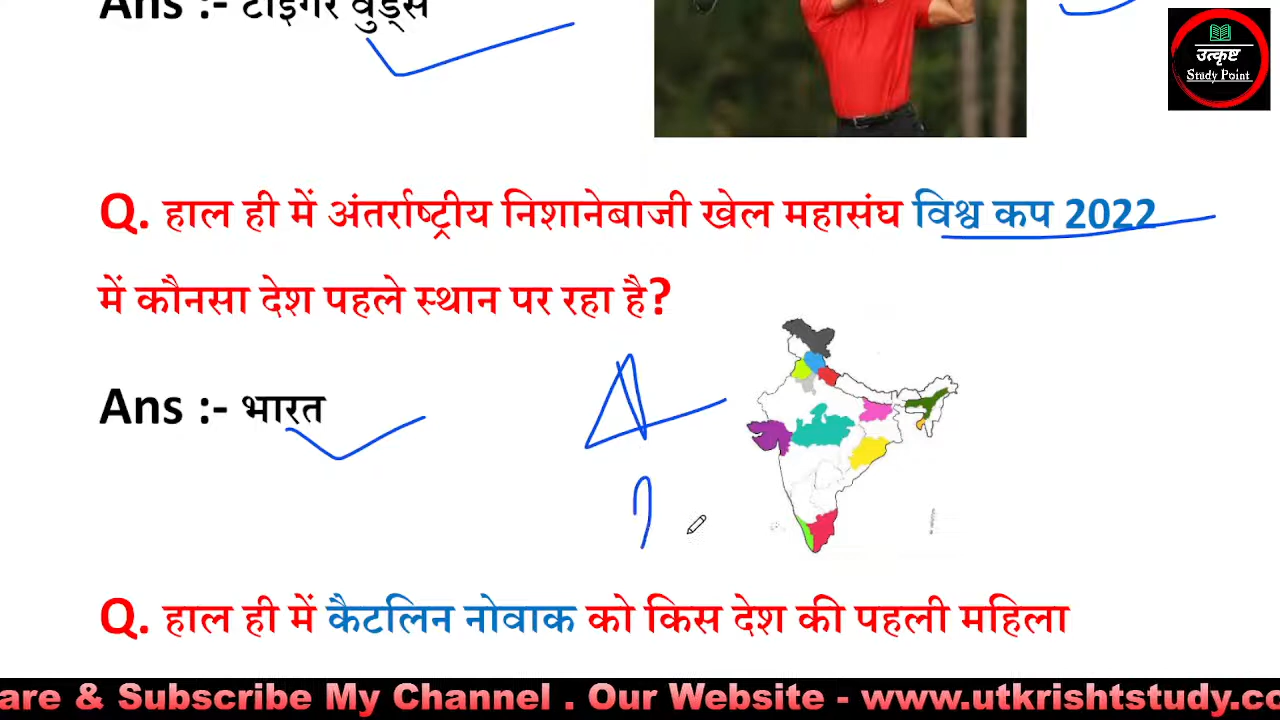 Ans :- टाइगर वुड्स
उत्कृष्ट
Study Point
Q. हाल ही में अंतर्राष्ट्रीय निशानेबाजी खेल महासंघ विश्व कप 2022
में कौनसा देश पहले स्थान पर रहा है?
Ans :- भारत
Q. हाल ही में कैटलिन नोवाक को किस देश की पहली महिला
are & Subscribe My Channel . Our Website - www.utkrishtstudy.co